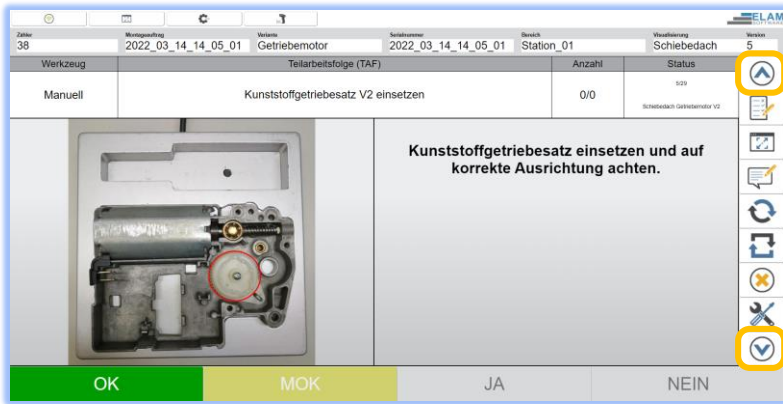 ELAM
SOFTWARE
Zähler
Montageauftrag
Variante
Seriennummer
Bereich
Visualisierung
Version
38
2022_03_14_14_05_01
Getriebemotor
2022_03_14_14_05_01
Station_01
Schiebedach
5
Werkzeug
Teilarbeitsfolge (TAF)
Anzahl
Status
Manuell
Kunststoffgetriebesatz V2 einsetzen
0/0
5/29
Schiebedach Getriebemotor V2
Kunststoffgetriebesatz einsetzen und auf
korrekte Ausrichtung achten.
OK
MOK
JA
NEIN